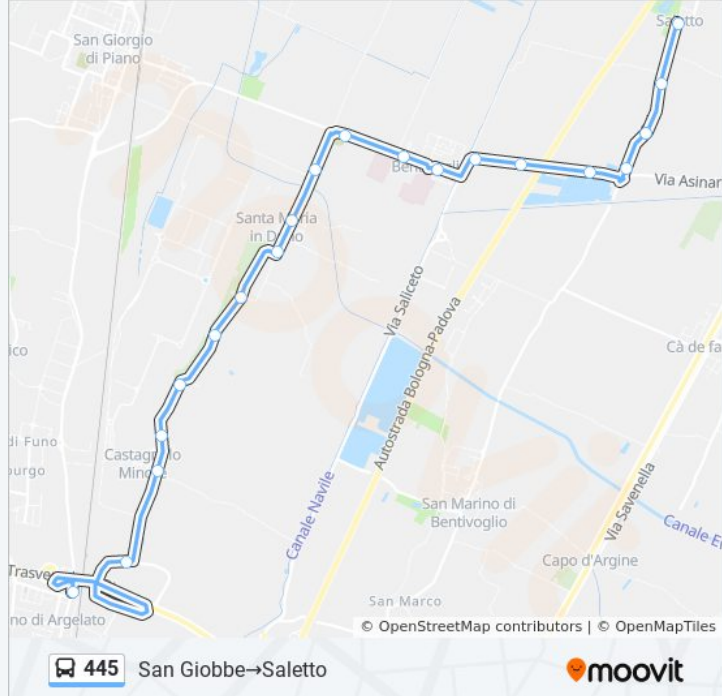 Saletto
San Giorgio
di Piano
Via Asinar
Santa Maria
in Duno
Via Saliceto
Autostrada Bologna-Padova
Cà de fa
ico
di Funo
ourgo
Castagnolo
Minore
San Marino di
Bentivoglio
Via Savenella
Canale Navile
Canale E
Capo d'Argine
Trasve
San Marco
no di Argelato
© OpenStreetMap contributors | © OpenMapTiles
445 San Giobbe→Saletto
moovit